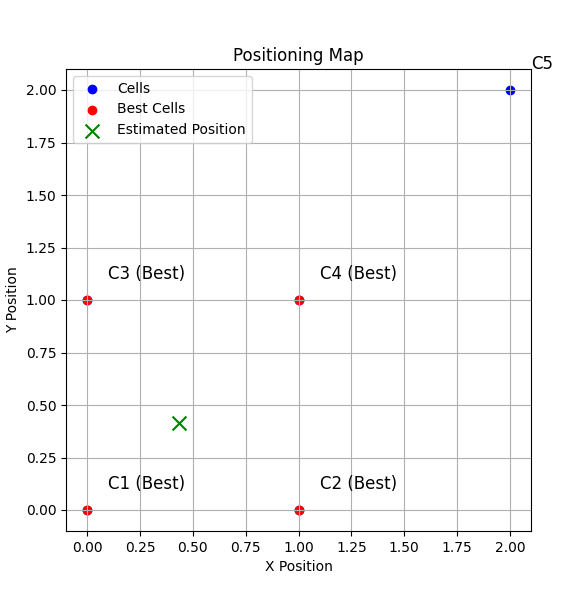 Positioning Map
C5
Cells
Best Cells
Estimated Position
2.00
1.75
1.50
1.25
C3 (Best)
C4 (Best)
1.00
0.75
0.50
0.25
C1 (Best)
C2 (Best)
0.00
Y Position
0.00 0.25 0.50 0.75 1.00 1.25 1.50 1.75 2.00
X Position